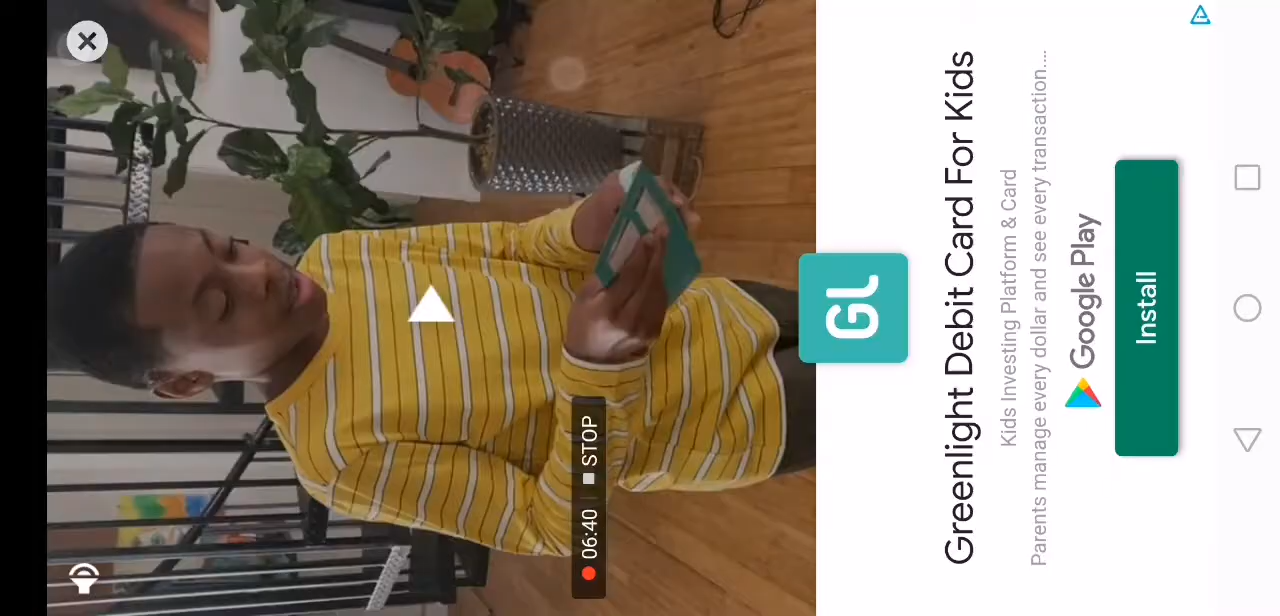 06:40 STOP
GL
Greenlight Debit Card For Kids
Kids Investing Platform & Card
Parents manage every dollar and see every transaction....
Google Play
Install